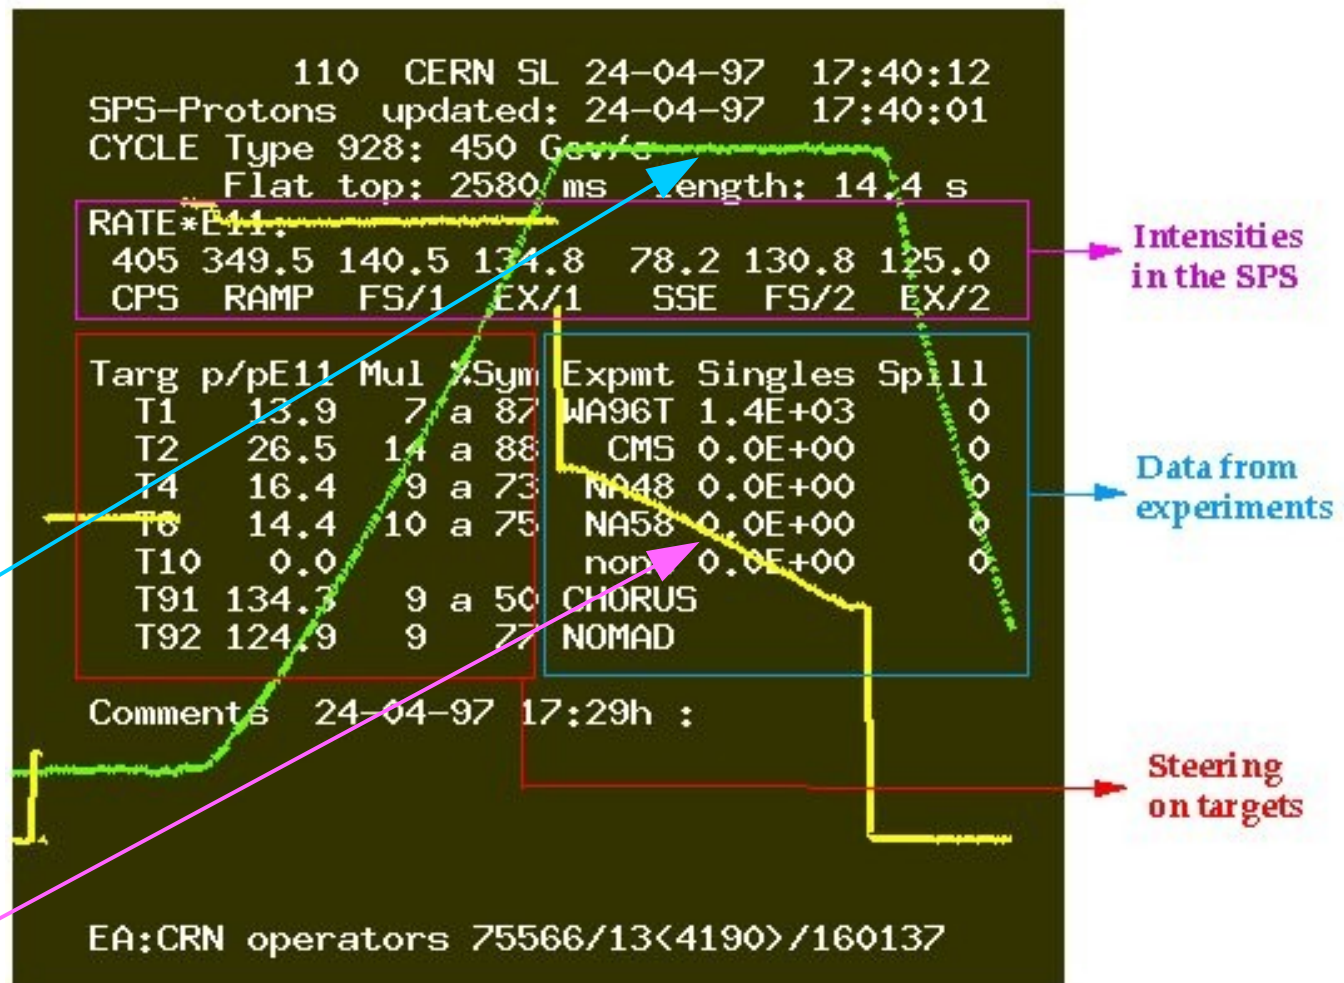 110 CERN SL 24-04-97 17:40:12
SPS-Protons updated: 24-04-97 17:40:01
CYCLE Type 928: 450 Gev/c
Flat top: 2580 ms length: 14.4 s
RATE*E11:
405 349.5 140.5 134.8 78.2 130.8 125.0
CPS RAMP FS/1 EX/1 SSE FS/2 EX/2
Intensities
in the SPS
Targ p/pE11 Mul %Sym Expmt Singles Spill
T1 13.9 7 a 87 WA96T 1.4E+03 0
T2 26.5 14 a 88 CMS 0.0E+00 0
T4 16.4 9 a 73 NA48 0.0E+00 0
T6 14.4 10 a 75 NA58 0.0E+00 0
T10 0.0 none 0.0E+00 0
T91 134.3 9 a 50 CHORUS
T92 124.9 9 77 NOMAD
Data from
experiments
Comments 24-04-97 17:29h :
Steering
on targets
EA:CRN operators 75566/13<4190>/160137